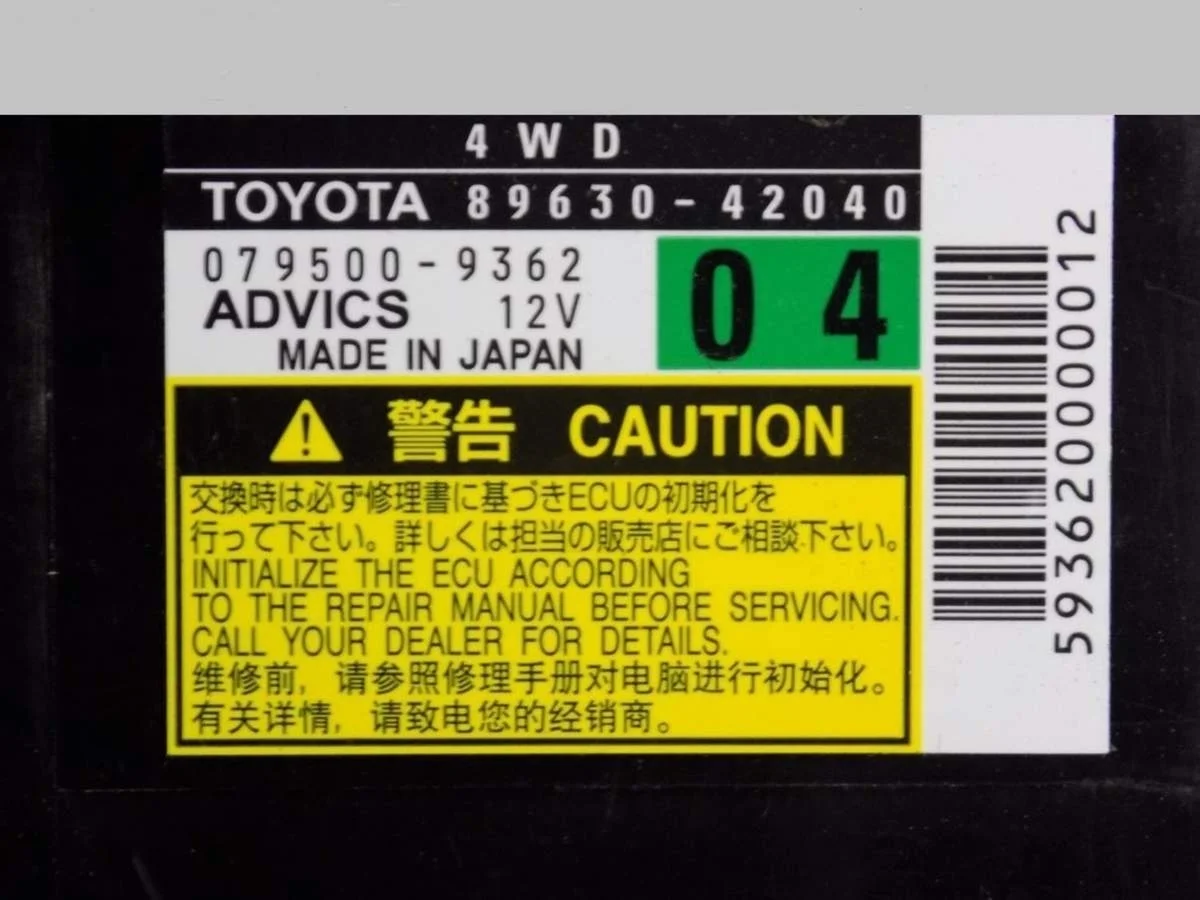 4WD
TOYOTA 89630-42040
079500-9362
ADVICS 12V
MADE IN JAPAN
04
警告 CAUTION
交換時は必ず修理書に基づきECUの初期化を
行って下さい。詳しくは担当の販売店にご相談下さい。
INITIALIZE THE ECU ACCORDING
TO THE REPAIR MANUAL BEFORE SERVICING.
CALL YOUR DEALER FOR DETAILS.
维修前，请参照修理手册对电脑进行初始化。
有关详情，请致电您的经销商。
593620000012